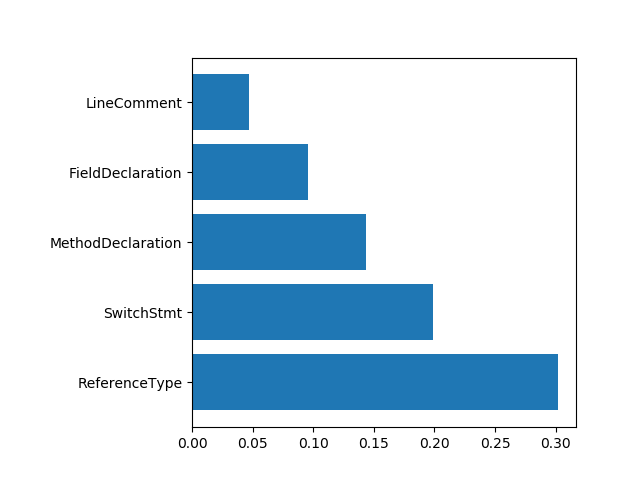 LineComment
FieldDeclaration
MethodDeclaration
SwitchStmt
ReferenceType
0.00 0.05 0.10 0.15 0.20 0.25 0.30